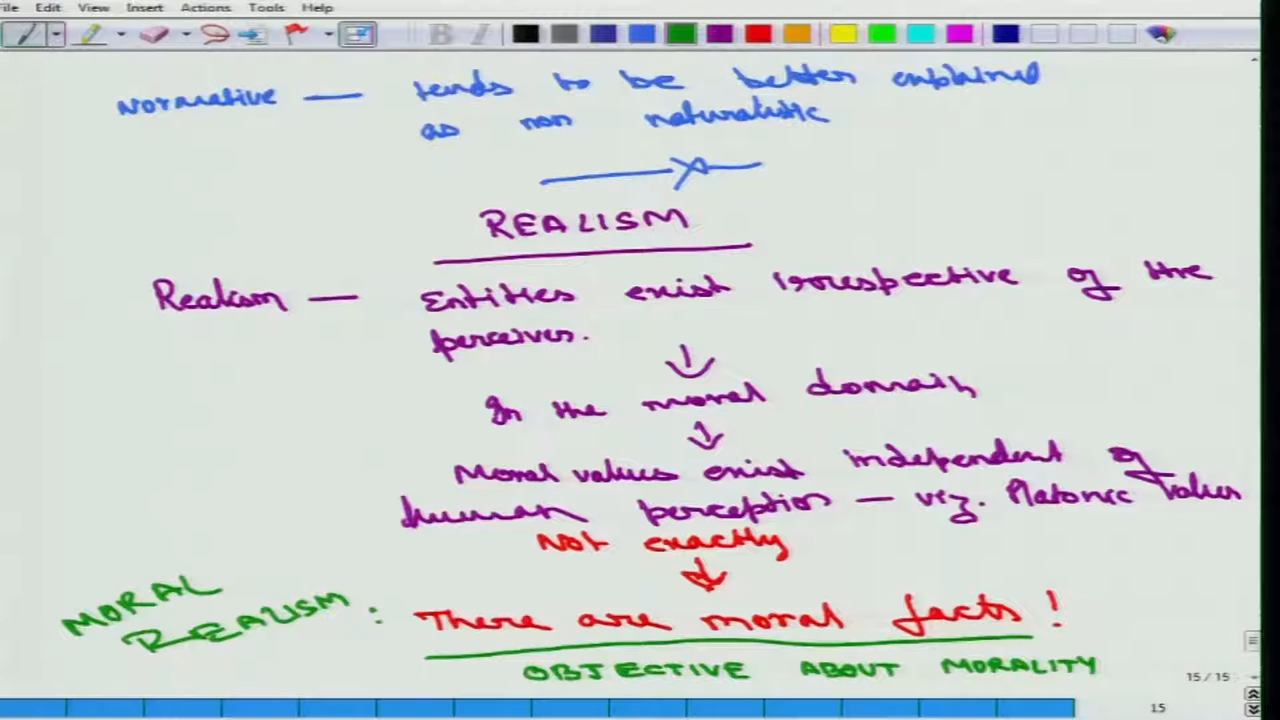 File Edit View Insert Actions Tools Help
Normative — tends to be better explained
as non naturalistic
REALISM
Realism — Entities exist irrespective of the
perceiver.
In the moral domain,
Moral values exist independent of
human perception — viz. Platonic values
Not exactly
MORAL
REALISM :
There are moral facts !
OBJECTIVE ABOUT MORALITY
15/15
15